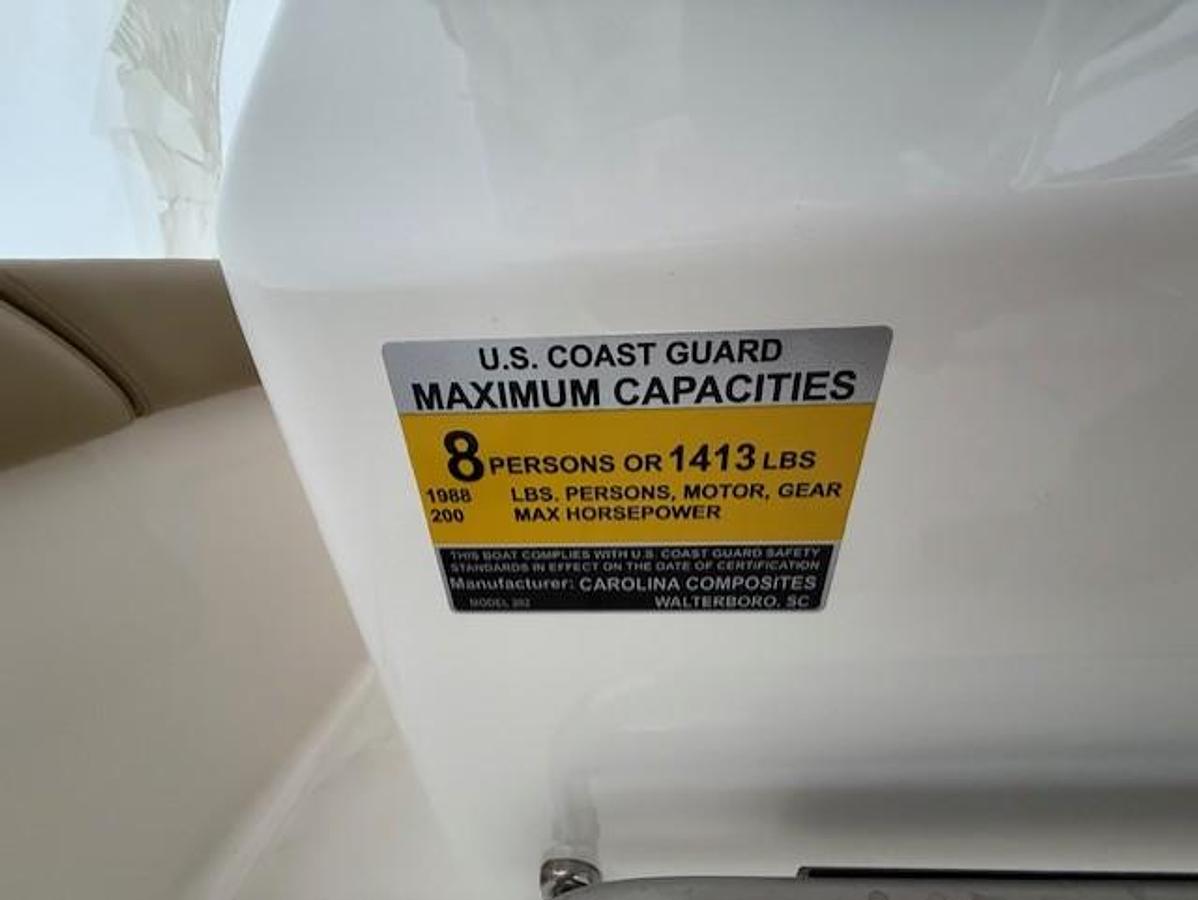 U.S. COAST GUARD
MAXIMUM CAPACITIES
8 PERSONS OR 1413 LBS
1988 LBS. PERSONS, MOTOR, GEAR
200 MAX HORSEPOWER
THIS BOAT COMPLIES WITH U.S. COAST GUARD SAFETY
STANDARDS IN EFFECT ON THE DATE OF CERTIFICATION
Manufacturer: CAROLINA COMPOSITES
MODEL WALTERBORO, SC